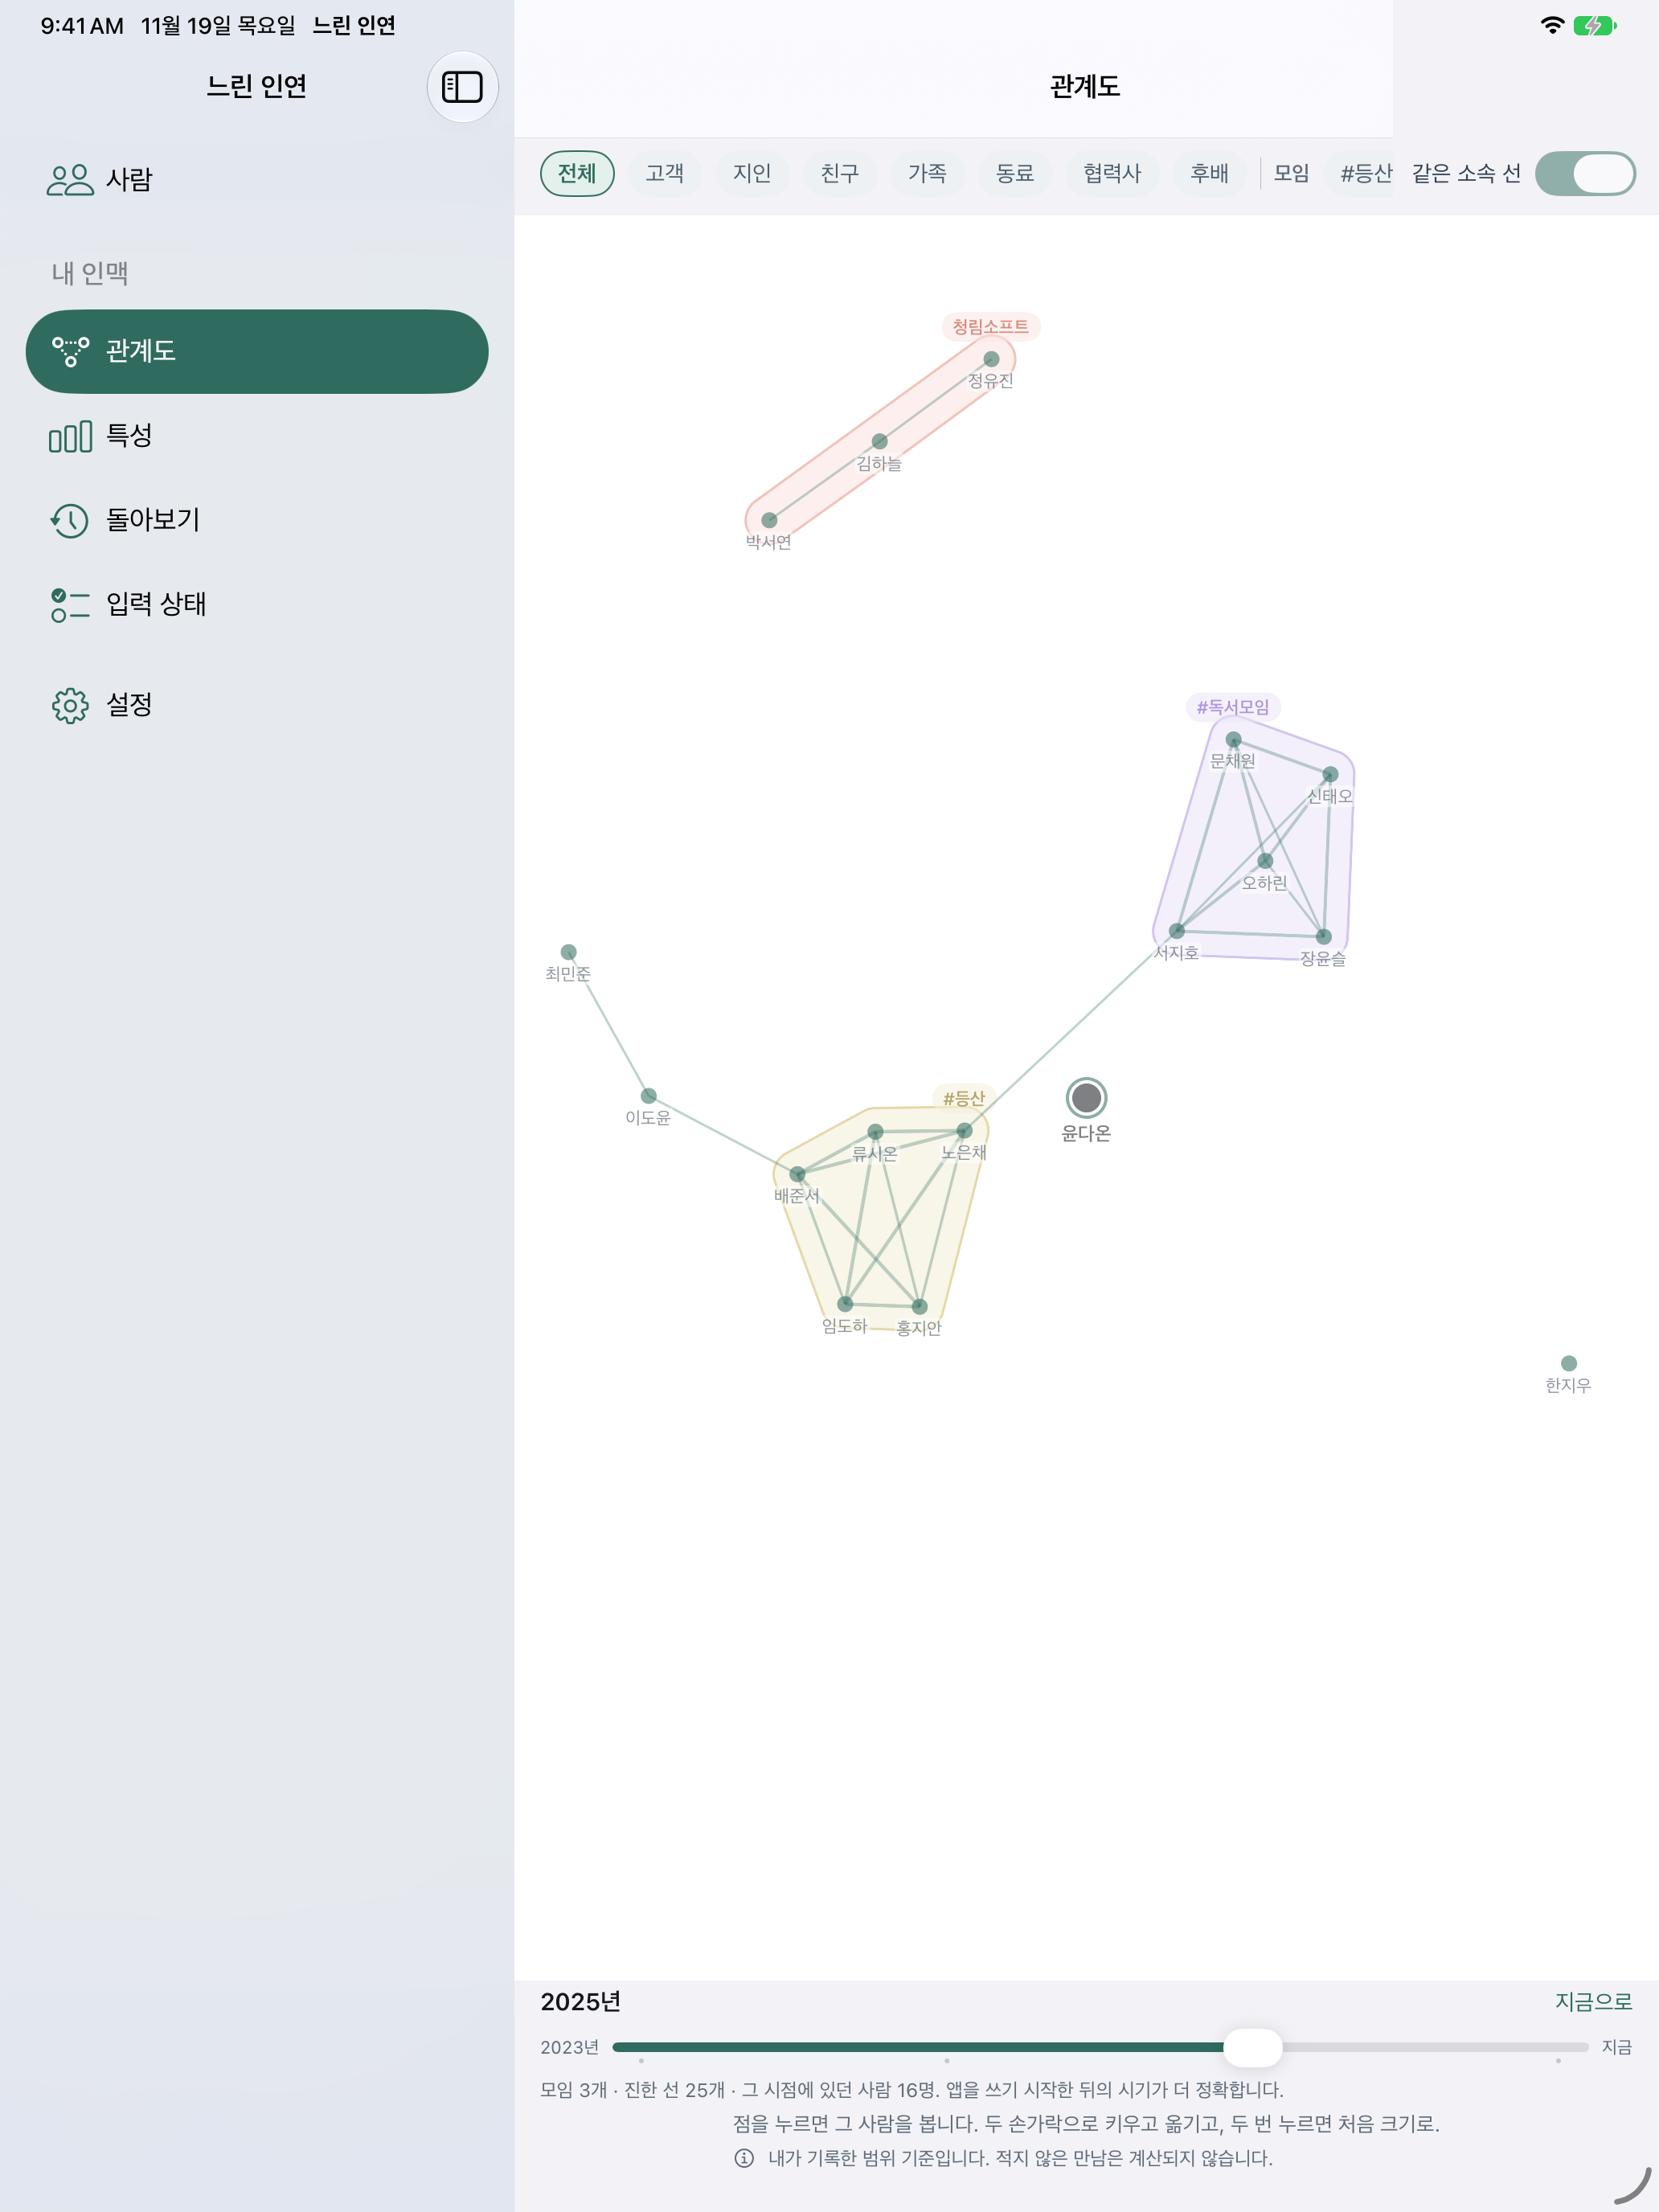 9:41 AM 11월 19일 목요일 느린 인연
느린 인연
사람
내 인맥
관계도
특성
돌아보기
입력 상태
설정
관계도
전체 고객 지인 친구 가족 동료 협력사 후배 모임 #등산 같은 소속 선
청림소프트
정유진
김하늘
박서연
#독서모임
문채원
신태오
오하린
서지호
장윤슬
최민준
이도윤
#등산
윤다온
류시온
노은채
배준서
임도하
홍지안
한지우
2025년
지금으로
2023년
지금
모임 3개 · 진한 선 25개 · 그 시점에 있던 사람 16명. 앱을 쓰기 시작한 뒤의 시기가 더 정확합니다.
점을 누르면 그 사람을 봅니다. 두 손가락으로 키우고 옮기고, 두 번 누르면 처음 크기로.
내가 기록한 범위 기준입니다. 적지 않은 만남은 계산되지 않습니다.